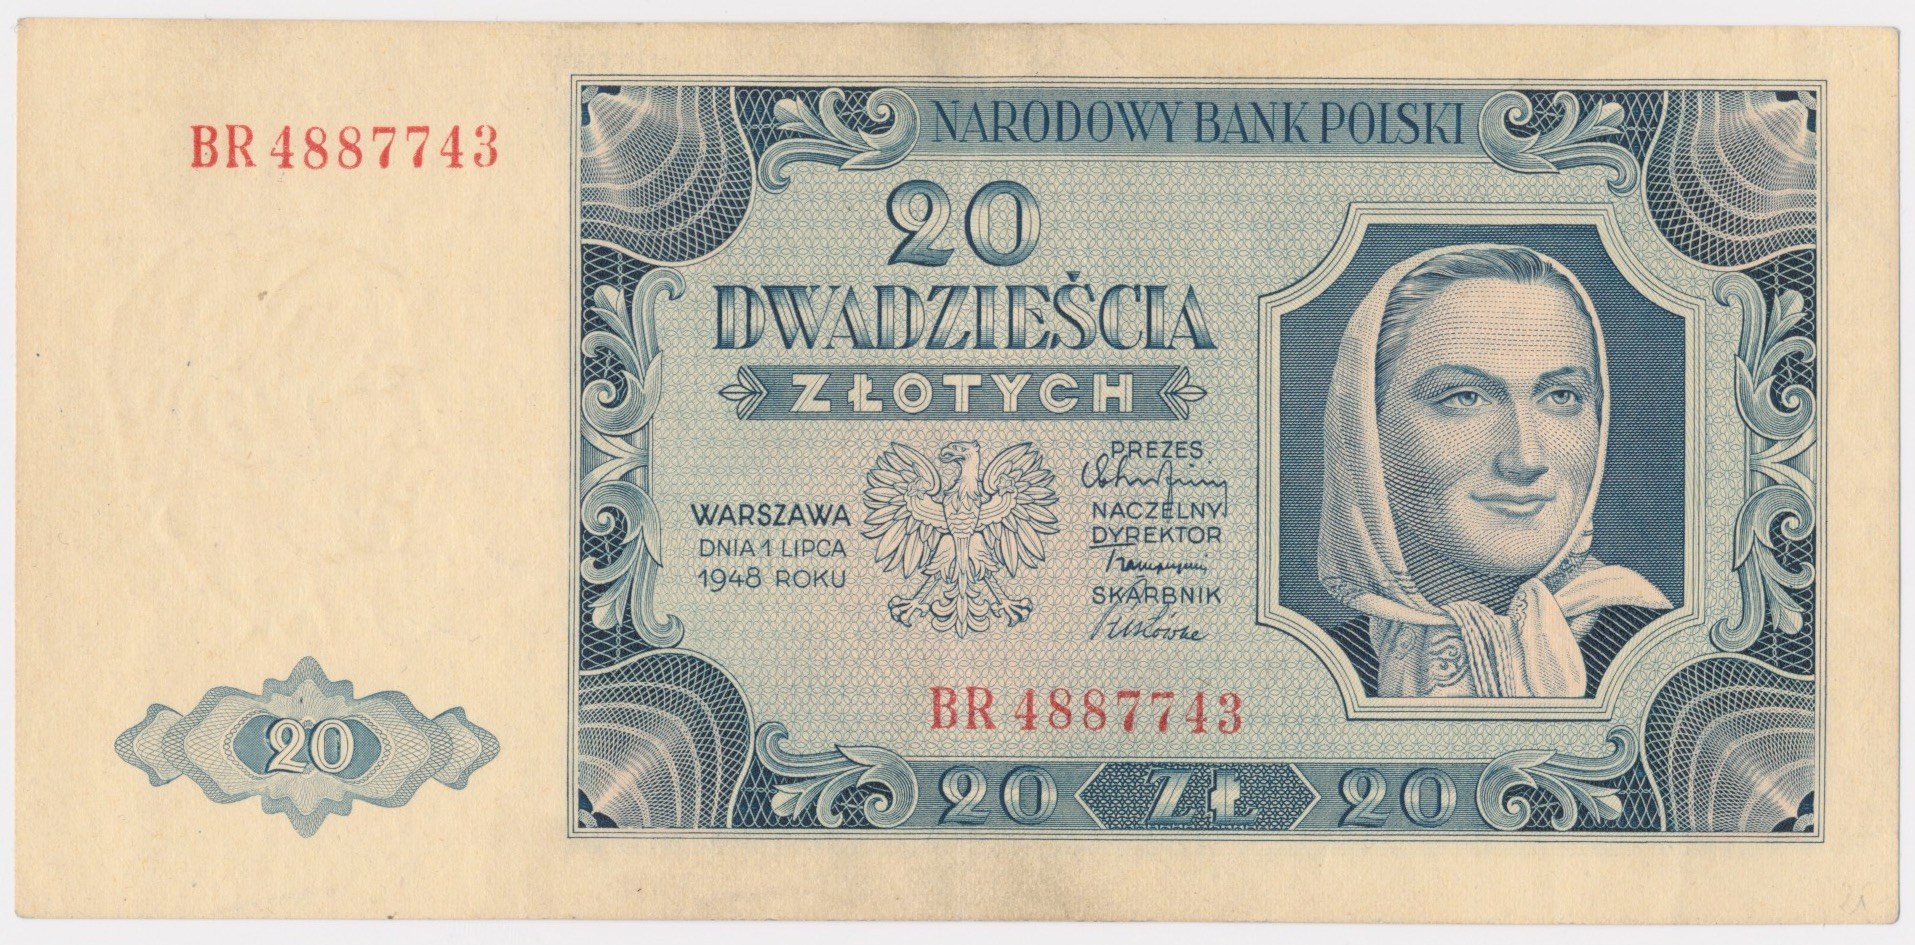 BR 4887743
NARODOWY BANK POLSKI
20
DWADZIEŚCIA
ZŁOTYCH
WARSZAWA
DNIA 1 LIPCA
1948 ROKU
PREZES
NACZELNY
DYREKTOR
SKARBNIK
BR 4887743
20
20 ZŁ 20